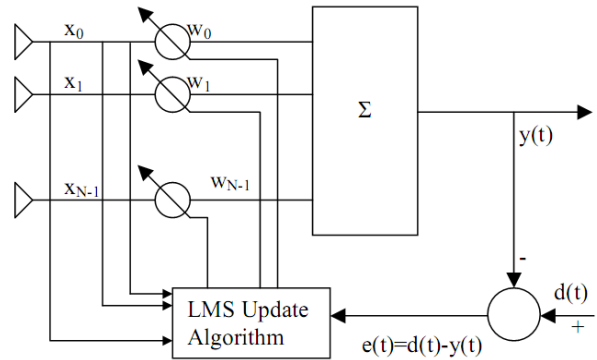 x0 w0
x1 w1
Σ
y(t)
xN-1 wN-1
-
d(t)
+
LMS Update
Algorithm
e(t)=d(t)-y(t)